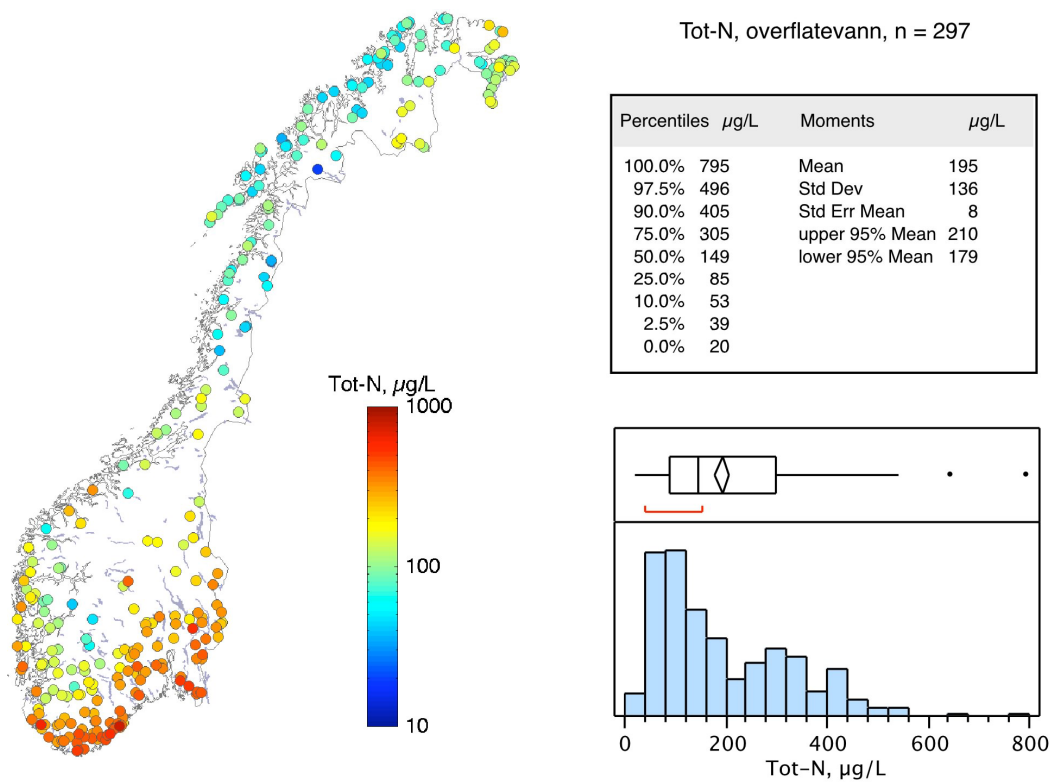 Tot-N, overflatevann, n = 297
Percentiles µg/L Moments µg/L
100.0% 795 Mean 195
97.5% 496 Std Dev 136
90.0% 405 Std Err Mean 8
75.0% 305 upper 95% Mean 210
50.0% 149 lower 95% Mean 179
25.0% 85
10.0% 53
2.5% 39
0.0% 20
Tot-N, µg/L
1000
100
10
0 200 400 600 800
Tot-N, µg/L